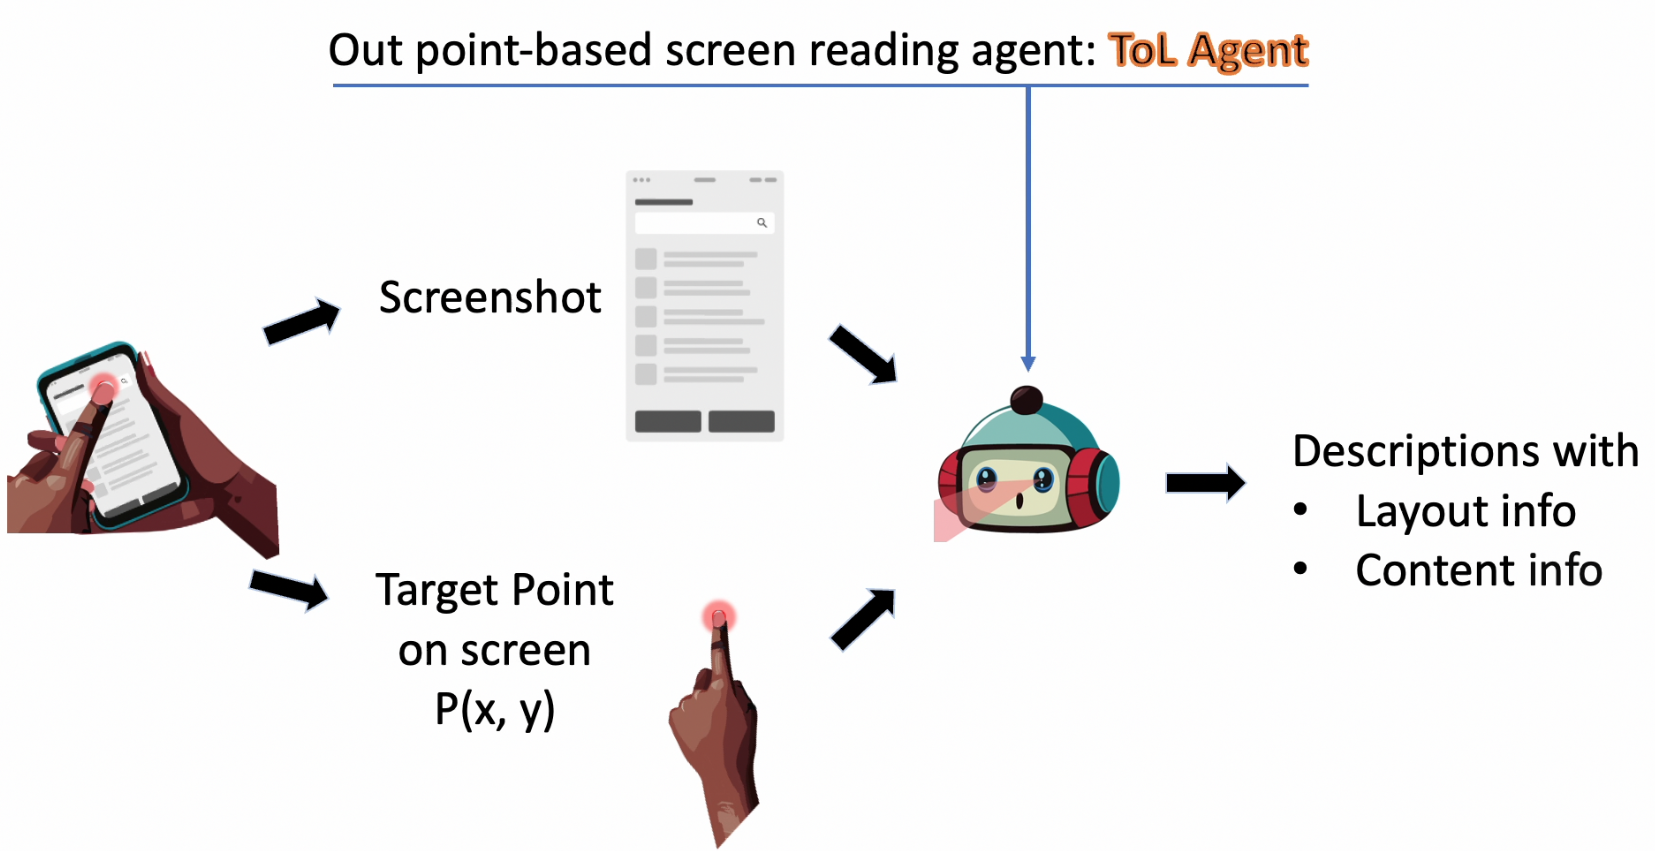 Out point-based screen reading agent: ToL Agent
Screenshot
Target Point
on screen
P(x, y)
Descriptions with
• Layout info
• Content info